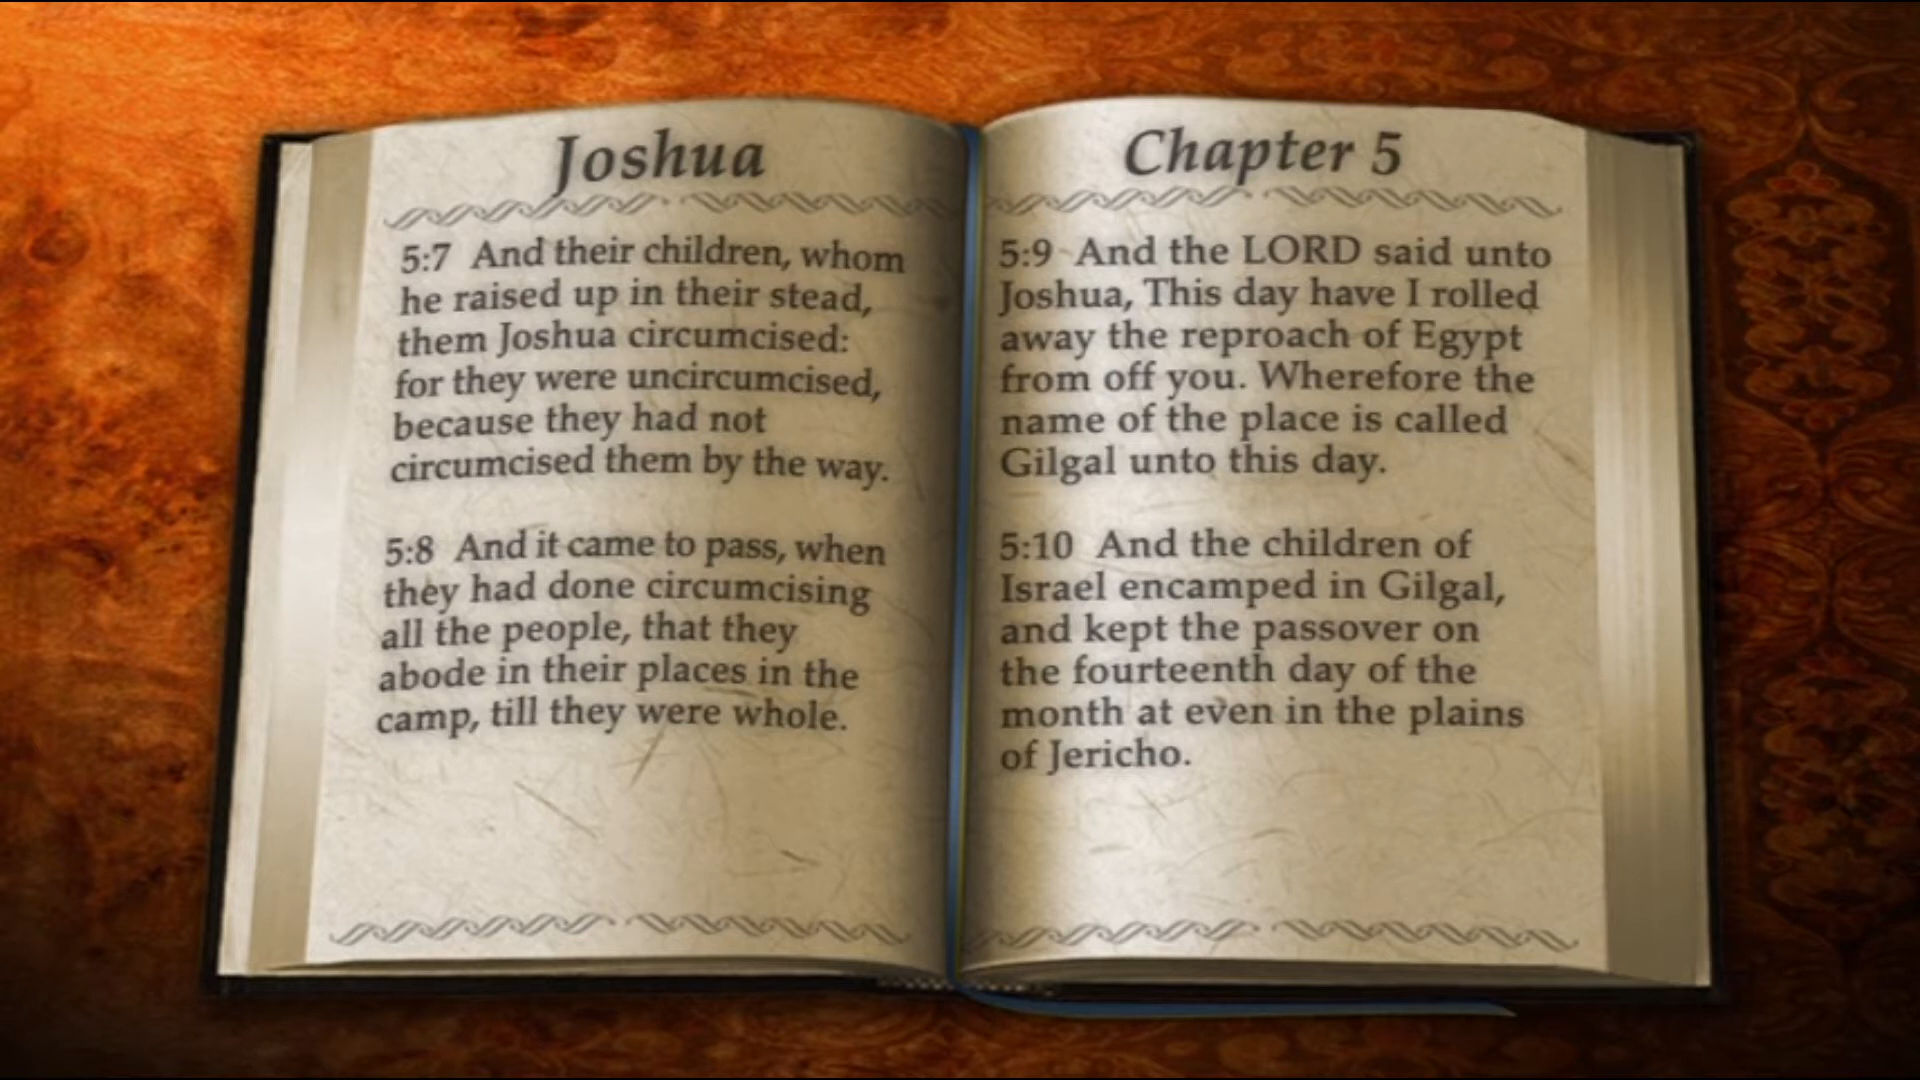 Joshua
5:7 And their children, whom
he raised up in their stead,
them Joshua circumcised:
for they were uncircumcised,
because they had not
circumcised them by the way.
5:8 And it came to pass, when
they had done circumcising
all the people, that they
abode in their places in the
camp, till they were whole.
Chapter 5
5:9 And the LORD said unto
Joshua, This day have I rolled
away the reproach of Egypt
from off you. Wherefore the
name of the place is called
Gilgal unto this day.
5:10 And the children of
Israel encamped in Gilgal,
and kept the passover on
the fourteenth day of the
month at even in the plains
of Jericho.